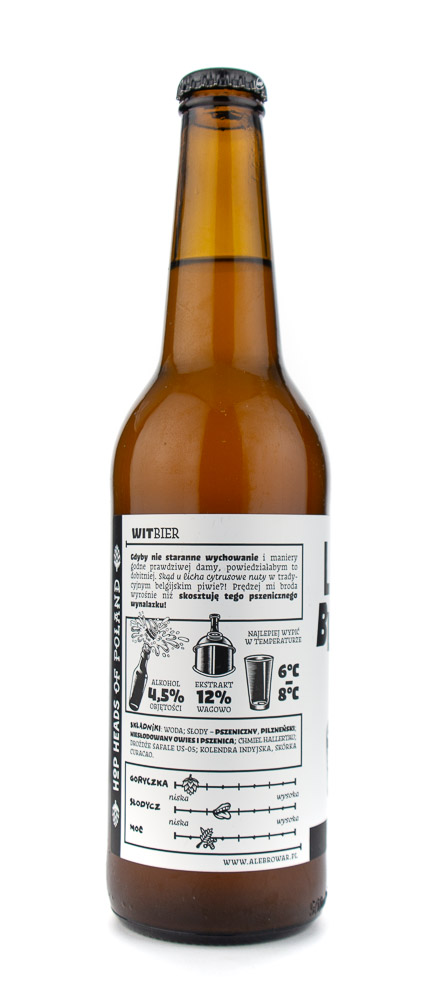 WITBIER
Gdyby nie staranne wychowanie i maniery
godne prawdziwej damy, powiedziałabym to
dobitniej. Skąd u licha cytrusowe nuty w trady-
cyjnym belgijskim piwie?! Prędzej mi broda
wyrośnie niż skosztuję tego pszenicznego
wynalazku!
ALKOHOL
4,5%
OBJĘTOŚCI
EKSTRAKT
12%
WAGOWO
NAJLEPIEJ WYPIĆ
W TEMPERATURZE
6°C
–
8°C
SKŁADNIKI: WODA; SŁODY – PSZENICZNY, PILZNEŃSKI,
NIESŁODOWANY OWIES I PSZENICA; CHMIEL HALLERTAU;
DROŻDŻE SAFALE US-05; KOLENDRA INDYJSKA, SKÓRKA
CURACAO.
GORYCZKA
niska wysoka
SŁODYCZ
niska wysoka
MOC
WWW.ALEBROWAR.PL
HOP HEADS OF POLAND